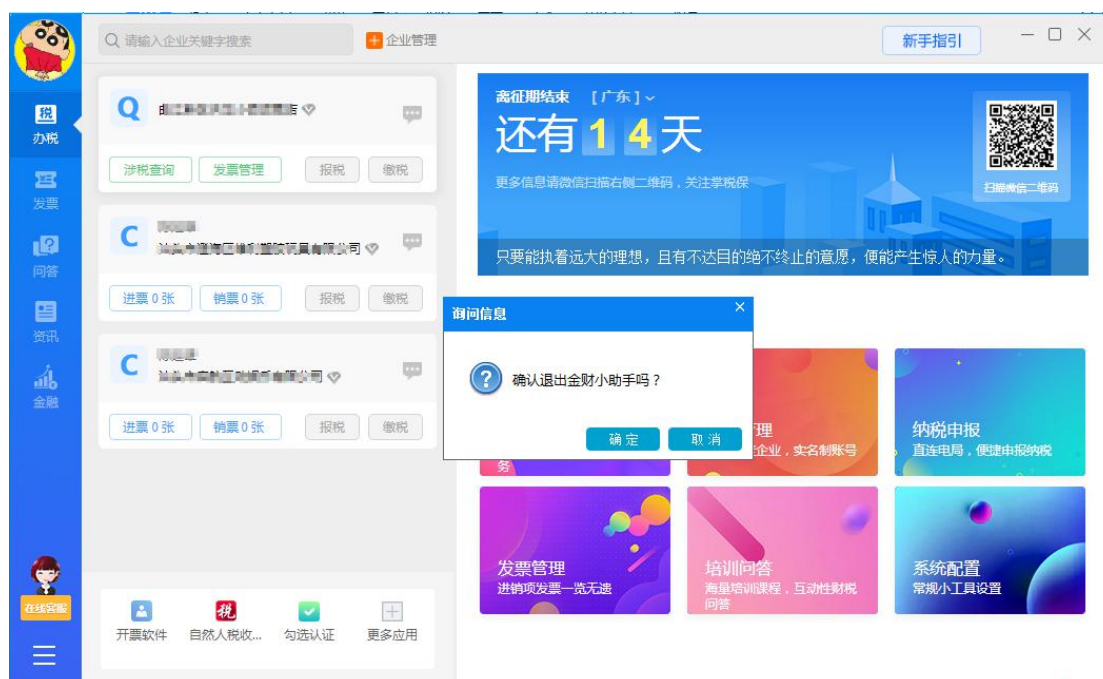 请输入企业关键字搜索
企业管理
新手指引
税
办税
发票
问答
资讯
金融
在线客服
Q
涉税查询
发票管理
报税
缴税
C
进票 0 张
销票 0 张
报税
缴税
C
进票 0 张
销票 0 张
报税
缴税
开票软件
税
自然人税收...
勾选认证
更多应用
离征期结束 [广东]
还有 1 4 天
更多信息请微信扫描右侧二维码,关注掌税保
扫描微信二维码
只要能执着远大的理想,且有不达目的绝不终止的意愿,便能产生惊人的力量。
询问信息
确认退出金财小助手吗?
确 定
取 消
务
理
企业,实名制账号
纳税申报
直连电局,便捷申报纳税
发票管理
进销项发票一览无遗
培训问答
海量培训课程,互动性财税
问答
系统配置
常规小工具设置